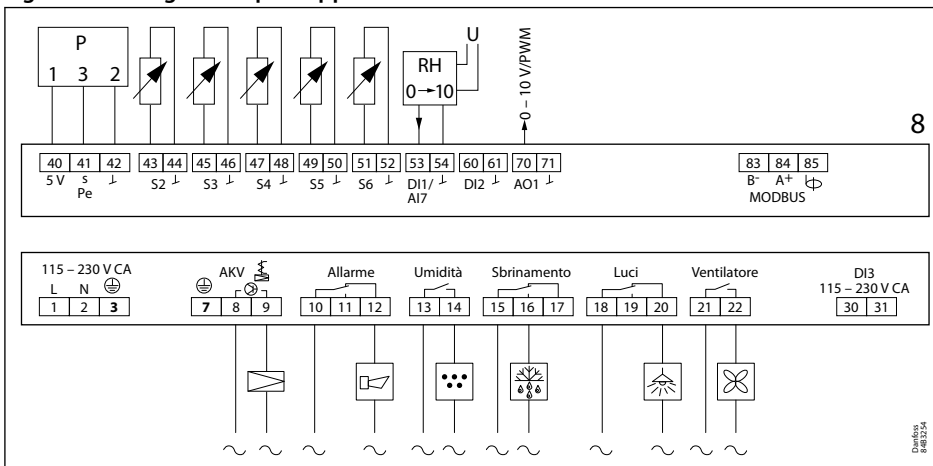 P
1 3 2
RH
0→10
U
0 – 10 V/PWM
8
40 41 42 43 44 45 46 47 48 49 50 51 52 53 54 60 61 70 71 83 84 85
5 V s ⊥ S2 ⊥ S3 ⊥ S4 ⊥ S5 ⊥ S6 ⊥ DI1/ ⊥ DI2 ⊥ AO1 ⊥ B- A+
Pe AI7 MODBUS
115 – 230 V CA AKV Allarme Umidità Sbrinamento Luci Ventilatore DI3
L N 115 – 230 V CA
1 2 3 7 8 9 10 11 12 13 14 15 16 17 18 19 20 21 22 30 31
Danfoss
84B3254